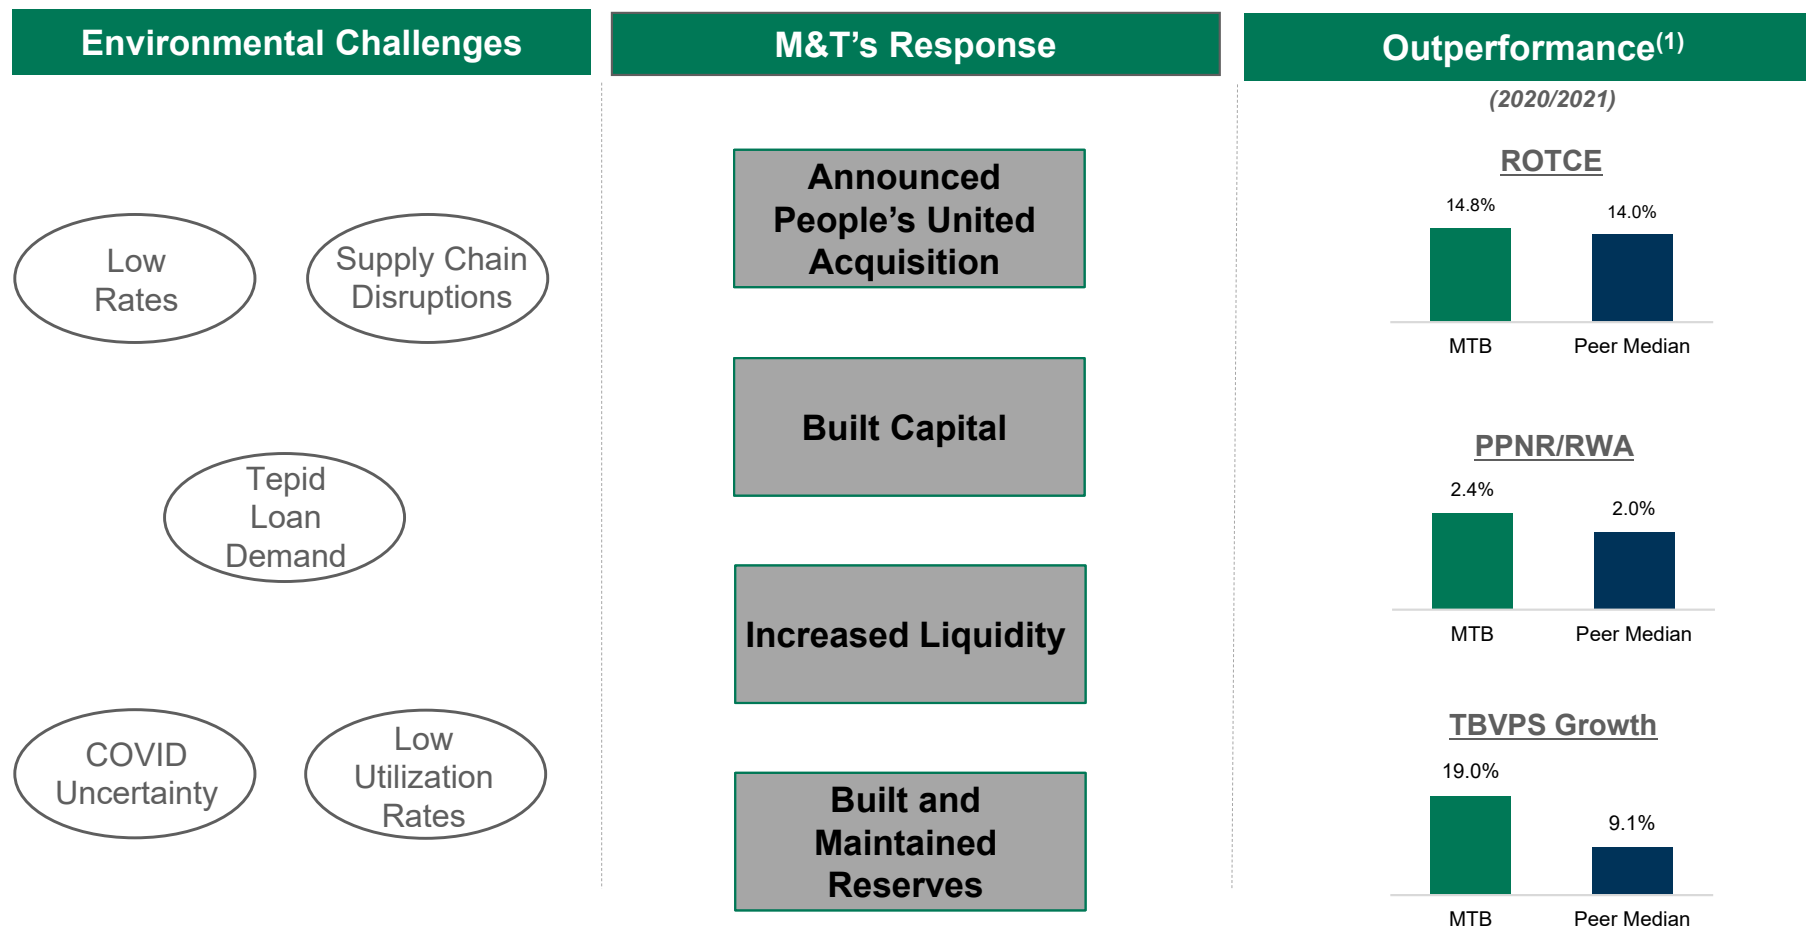 Environmental Challenges
Low
Rates
Supply Chain
Disruptions
Tepid
Loan
Demand
COVID
Uncertainty
Low
Utilization
Rates
M&T’s Response
Announced
People’s United
Acquisition
Built Capital
Increased Liquidity
Built and
Maintained
Reserves
Outperformance(1)
(2020/2021)
ROTCE
14.8%
14.0%
MTB
Peer Median
PPNR/RWA
2.4%
2.0%
MTB
Peer Median
TBVPS Growth
19.0%
9.1%
MTB
Peer Median